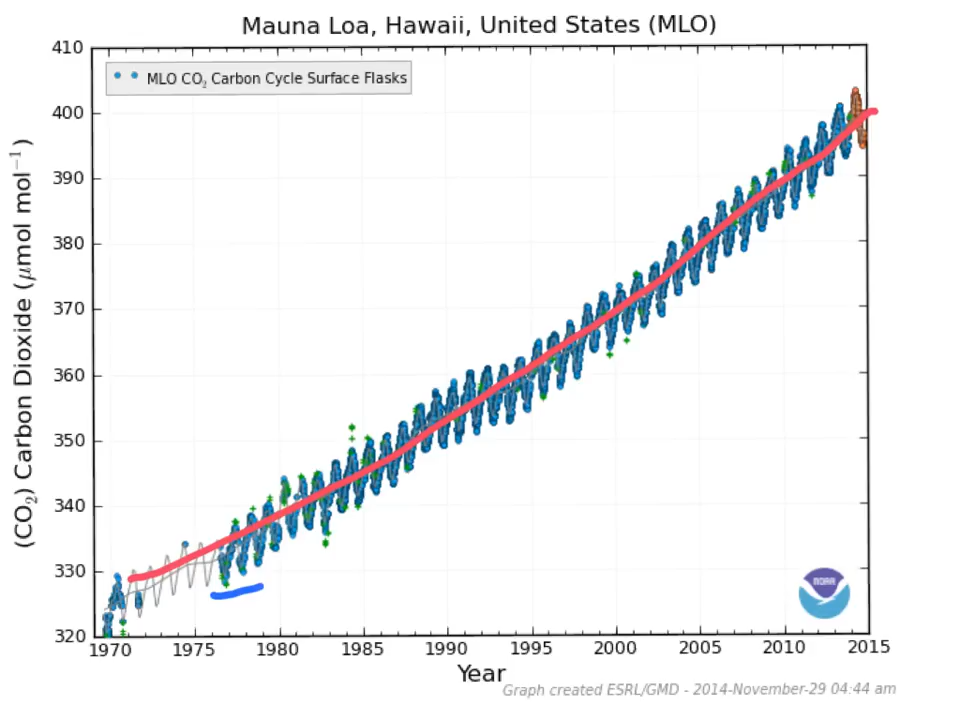 Mauna Loa, Hawaii, United States (MLO)
MLO CO₂ Carbon Cycle Surface Flasks
(CO₂) Carbon Dioxide (μmol mol⁻¹)
410
400
390
380
370
360
350
340
330
320
NOAA
1970 1975 1980 1985 1990 1995 2000 2005 2010 2015
Year
Graph created ESRL/GMD - 2014-November-29 04:44 am